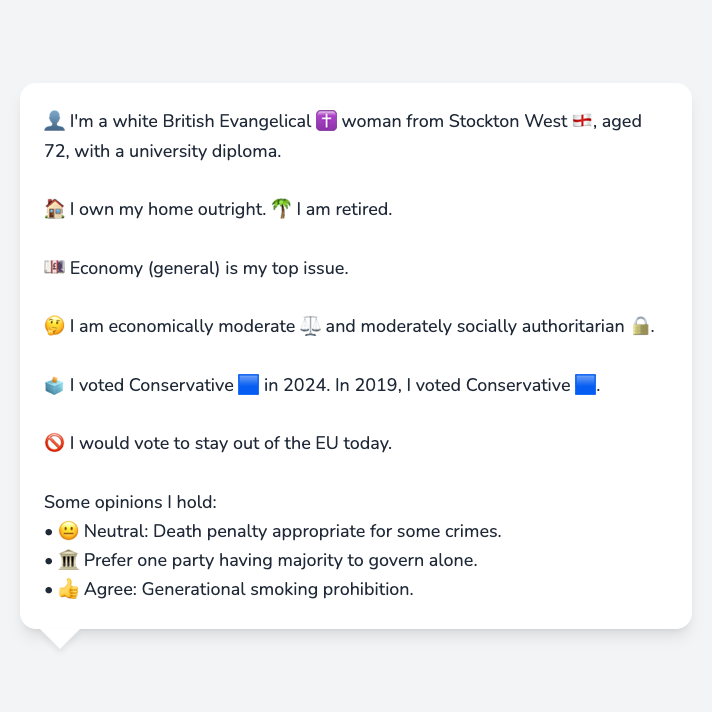 👤 I'm a white British Evangelical ✝️ woman from Stockton West 🏴󠁧󠁢󠁥󠁮󠁧󠁿, aged
72, with a university diploma.
🏠 I own my home outright. 🌴 I am retired.
💷 Economy (general) is my top issue.
🤔 I am economically moderate ⚖️ and moderately socially authoritarian 🔒.
🗳️ I voted Conservative 🟦 in 2024. In 2019, I voted Conservative 🟦.
🚫 I would vote to stay out of the EU today.
Some opinions I hold:
• 😐 Neutral: Death penalty appropriate for some crimes.
• 🏛️ Prefer one party having majority to govern alone.
• 👍 Agree: Generational smoking prohibition.